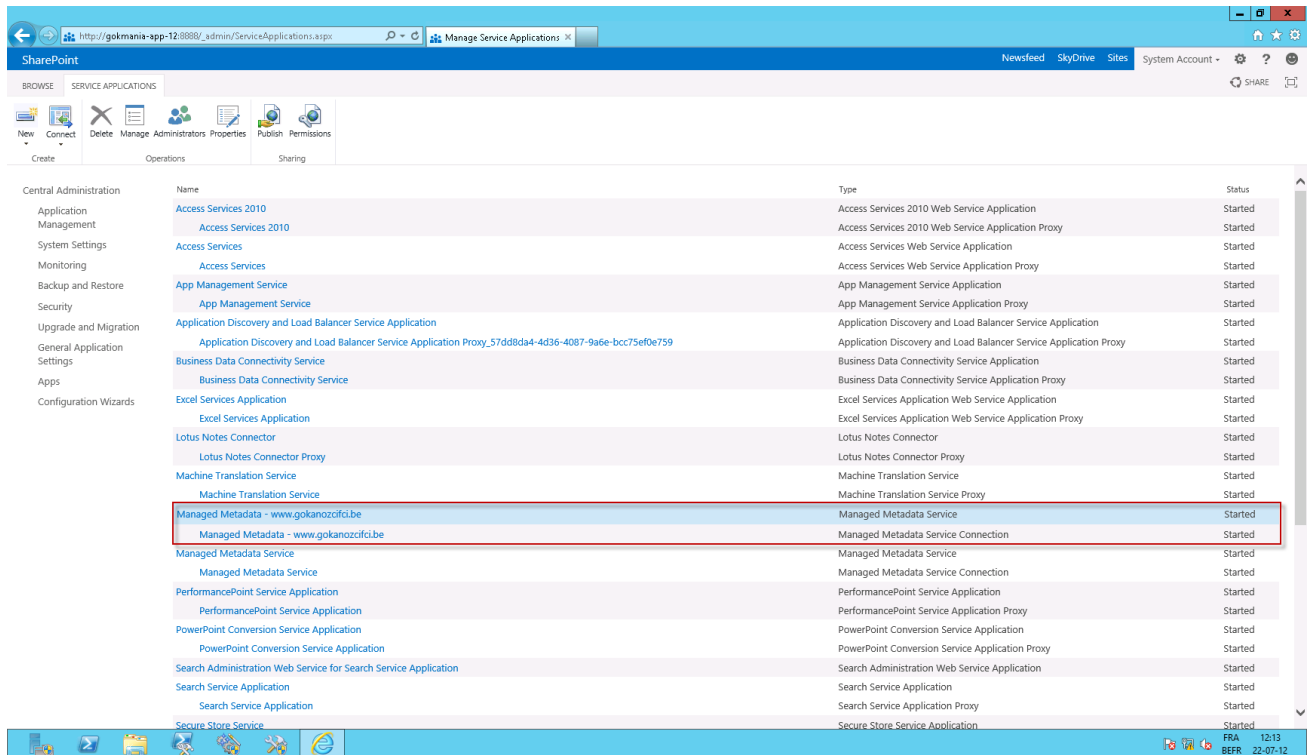 http://gokmania-app-12:8888/_admin/ServiceApplications.aspx
Manage Service Applications
SharePoint
Newsfeed SkyDrive Sites System Account
BROWSE SERVICE APPLICATIONS
SHARE
New Connect Delete Manage Administrators Properties Publish Permissions
Create Operations Sharing
Central Administration
Application
Management
System Settings
Monitoring
Backup and Restore
Security
Upgrade and Migration
General Application
Settings
Apps
Configuration Wizards
Name Type Status
Access Services 2010 Access Services 2010 Web Service Application Started
Access Services 2010 Access Services 2010 Web Service Application Proxy Started
Access Services Access Services Web Service Application Started
Access Services Access Services Web Service Application Proxy Started
App Management Service App Management Service Application Started
App Management Service App Management Service Application Proxy Started
Application Discovery and Load Balancer Service Application Application Discovery and Load Balancer Service Application Started
Application Discovery and Load Balancer Service Application Proxy_57dd8da4-4d36-4087-9a6e-bcc75ef0e759 Application Discovery and Load Balancer Service Application Proxy Started
Business Data Connectivity Service Business Data Connectivity Service Application Started
Business Data Connectivity Service Business Data Connectivity Service Application Proxy Started
Excel Services Application Excel Services Application Web Service Application Started
Excel Services Application Excel Services Application Web Service Application Proxy Started
Lotus Notes Connector Lotus Notes Connector Started
Lotus Notes Connector Proxy Lotus Notes Connector Proxy Started
Machine Translation Service Machine Translation Service Started
Machine Translation Service Machine Translation Service Proxy Started
Managed Metadata - www.gokanozcifci.be Managed Metadata Service Started
Managed Metadata - www.gokanozcifci.be Managed Metadata Service Connection Started
Managed Metadata Service Managed Metadata Service Started
Managed Metadata Service Managed Metadata Service Connection Started
PerformancePoint Service Application PerformancePoint Service Application Started
PerformancePoint Service Application PerformancePoint Service Application Proxy Started
PowerPoint Conversion Service Application PowerPoint Conversion Service Application Started
PowerPoint Conversion Service Application PowerPoint Conversion Service Application Proxy Started
Search Administration Web Service for Search Service Application Search Administration Web Service Application Started
Search Service Application Search Service Application Started
Search Service Application Search Service Application Proxy Started
Secure Store Service Secure Store Service Application Started
FRA 12:13
BEFR 22-07-12